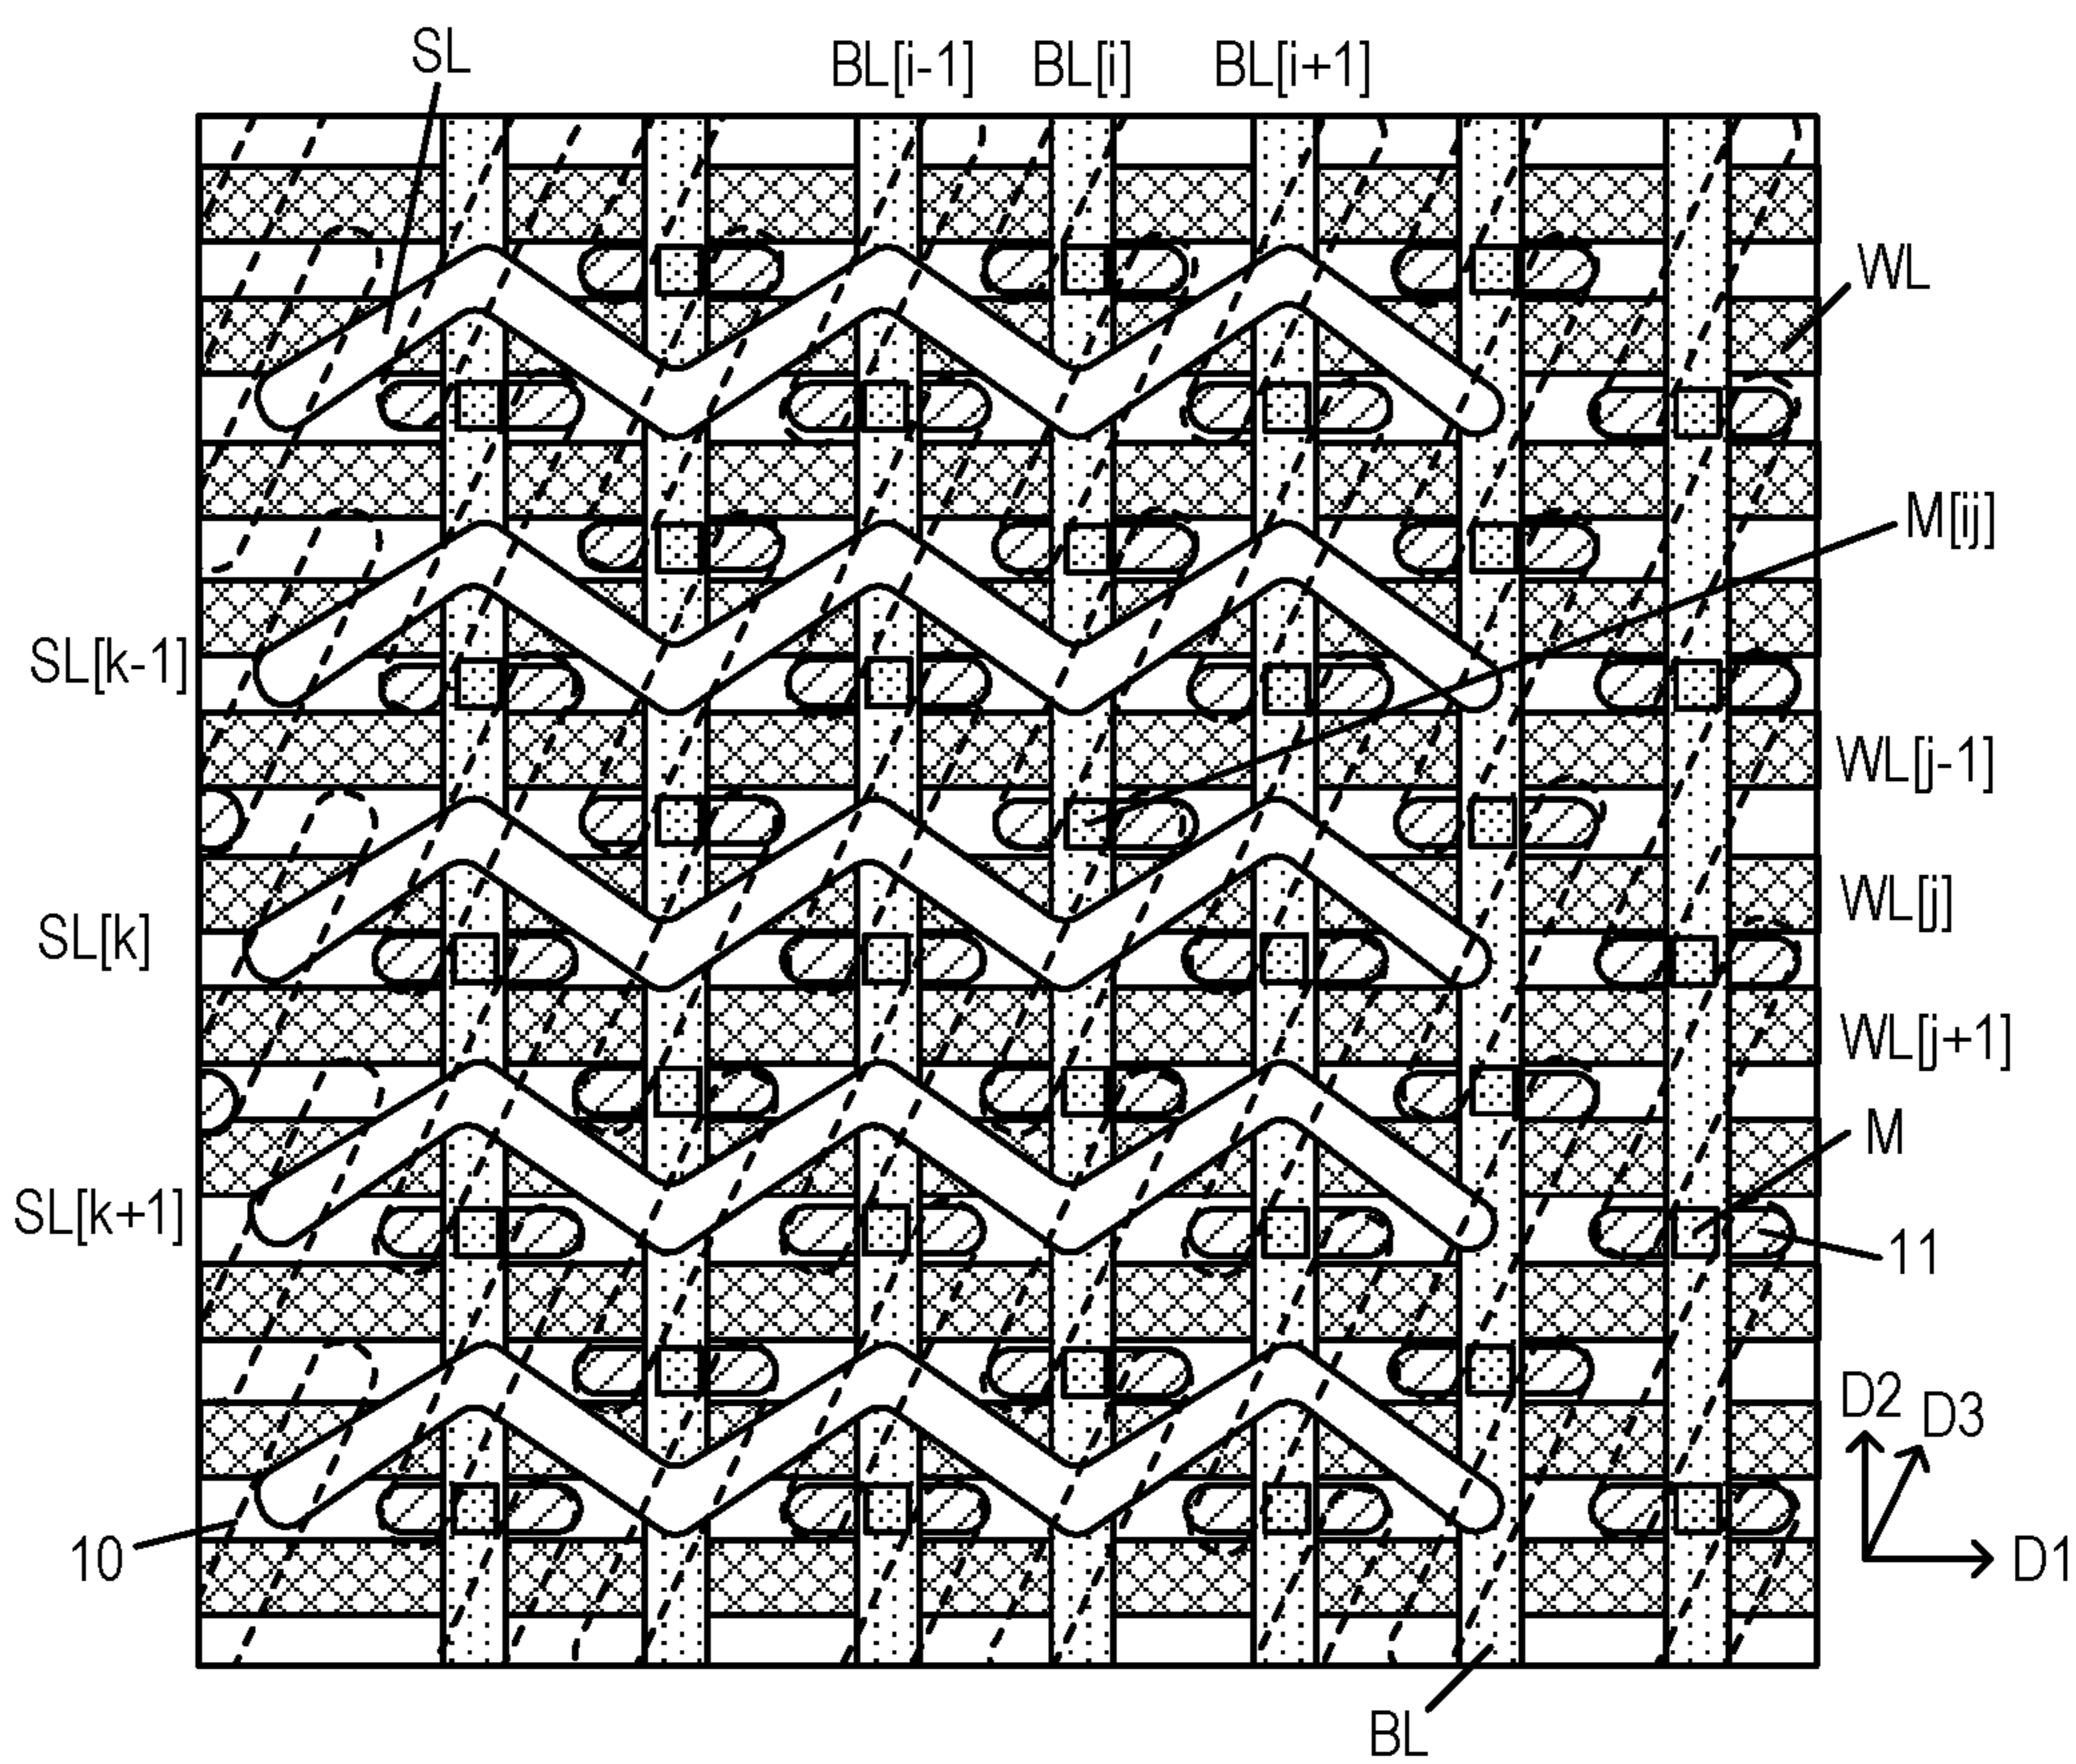 SL
BL[i-1]
BL[i]
BL[i+1]
WL
M[ij]
SL[k-1]
WL[j-1]
WL[j]
SL[k]
WL[j+1]
M
SL[k+1]
11
D2
D3
10
D1
BL